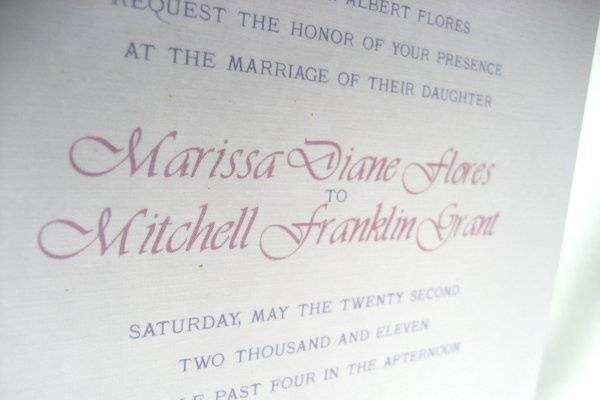 ALBERT FLORES
REQUEST THE HONOR OF YOUR PRESENCE
AT THE MARRIAGE OF THEIR DAUGHTER
Marissa Diane Flores
TO
Mitchell Franklin Grant
SATURDAY, MAY THE TWENTY SECOND
TWO THOUSAND AND ELEVEN
PAST FOUR IN THE AFTERNOON